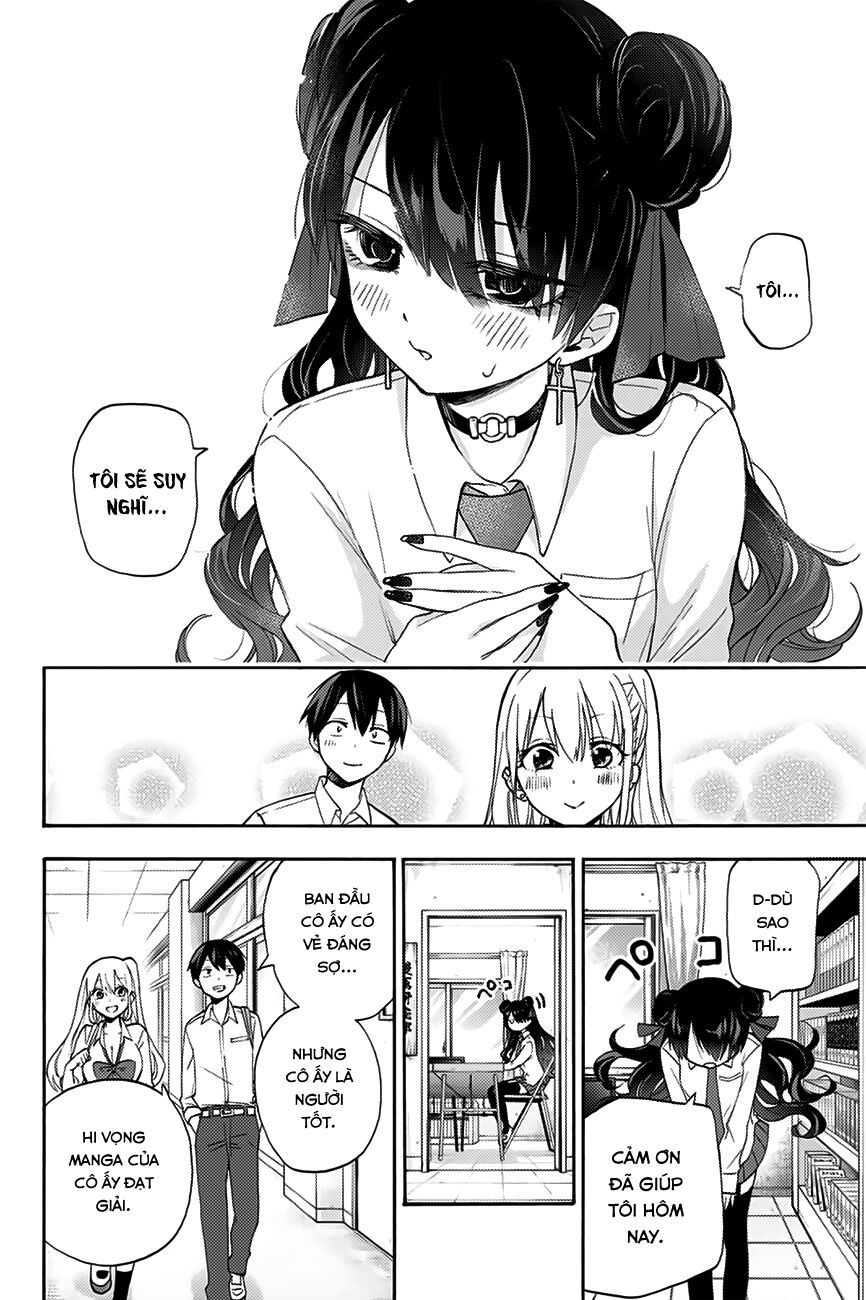 TÔI...
TÔI SẼ SUY
NGHĨ...
D-DÙ
SAO
THÌ...
ペコ
CẢM ƠN
ĐÃ GIÚP
TÔI HÔM
NAY.
ペコ
BAN ĐẦU
CÔ ẤY CÓ
VẺ ĐÁNG
SỢ...
NHƯNG
CÔ ẤY LÀ
NGƯỜI
TỐT.
HI VỌNG
MANGA CỦA
CÔ ẤY ĐẠT
GIẢI.